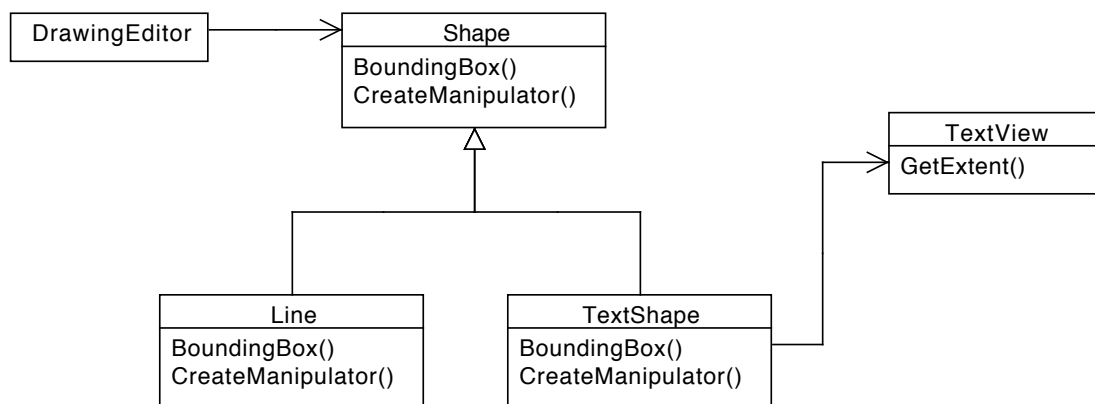 DrawingEditor
Shape
BoundingBox()
CreateManipulator()
TextView
GetExtent()
Line
BoundingBox()
CreateManipulator()
TextShape
BoundingBox()
CreateManipulator()